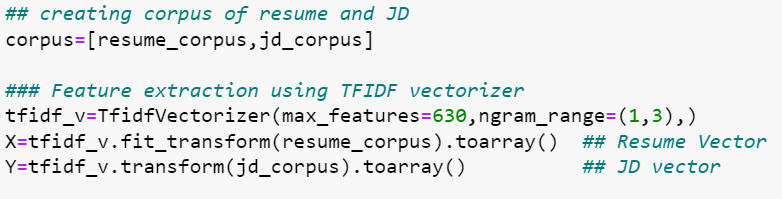 ## creating corpus of resume and JD
corpus=[resume_corpus,jd_corpus]
### Feature extraction using TFIDF vectorizer
tfidf_v=TfidfVectorizer(max_features=630,ngram_range=(1,3),)
X=tfidf_v.fit_transform(resume_corpus).toarray()  ## Resume Vector
Y=tfidf_v.transform(jd_corpus).toarray()          ## JD vector